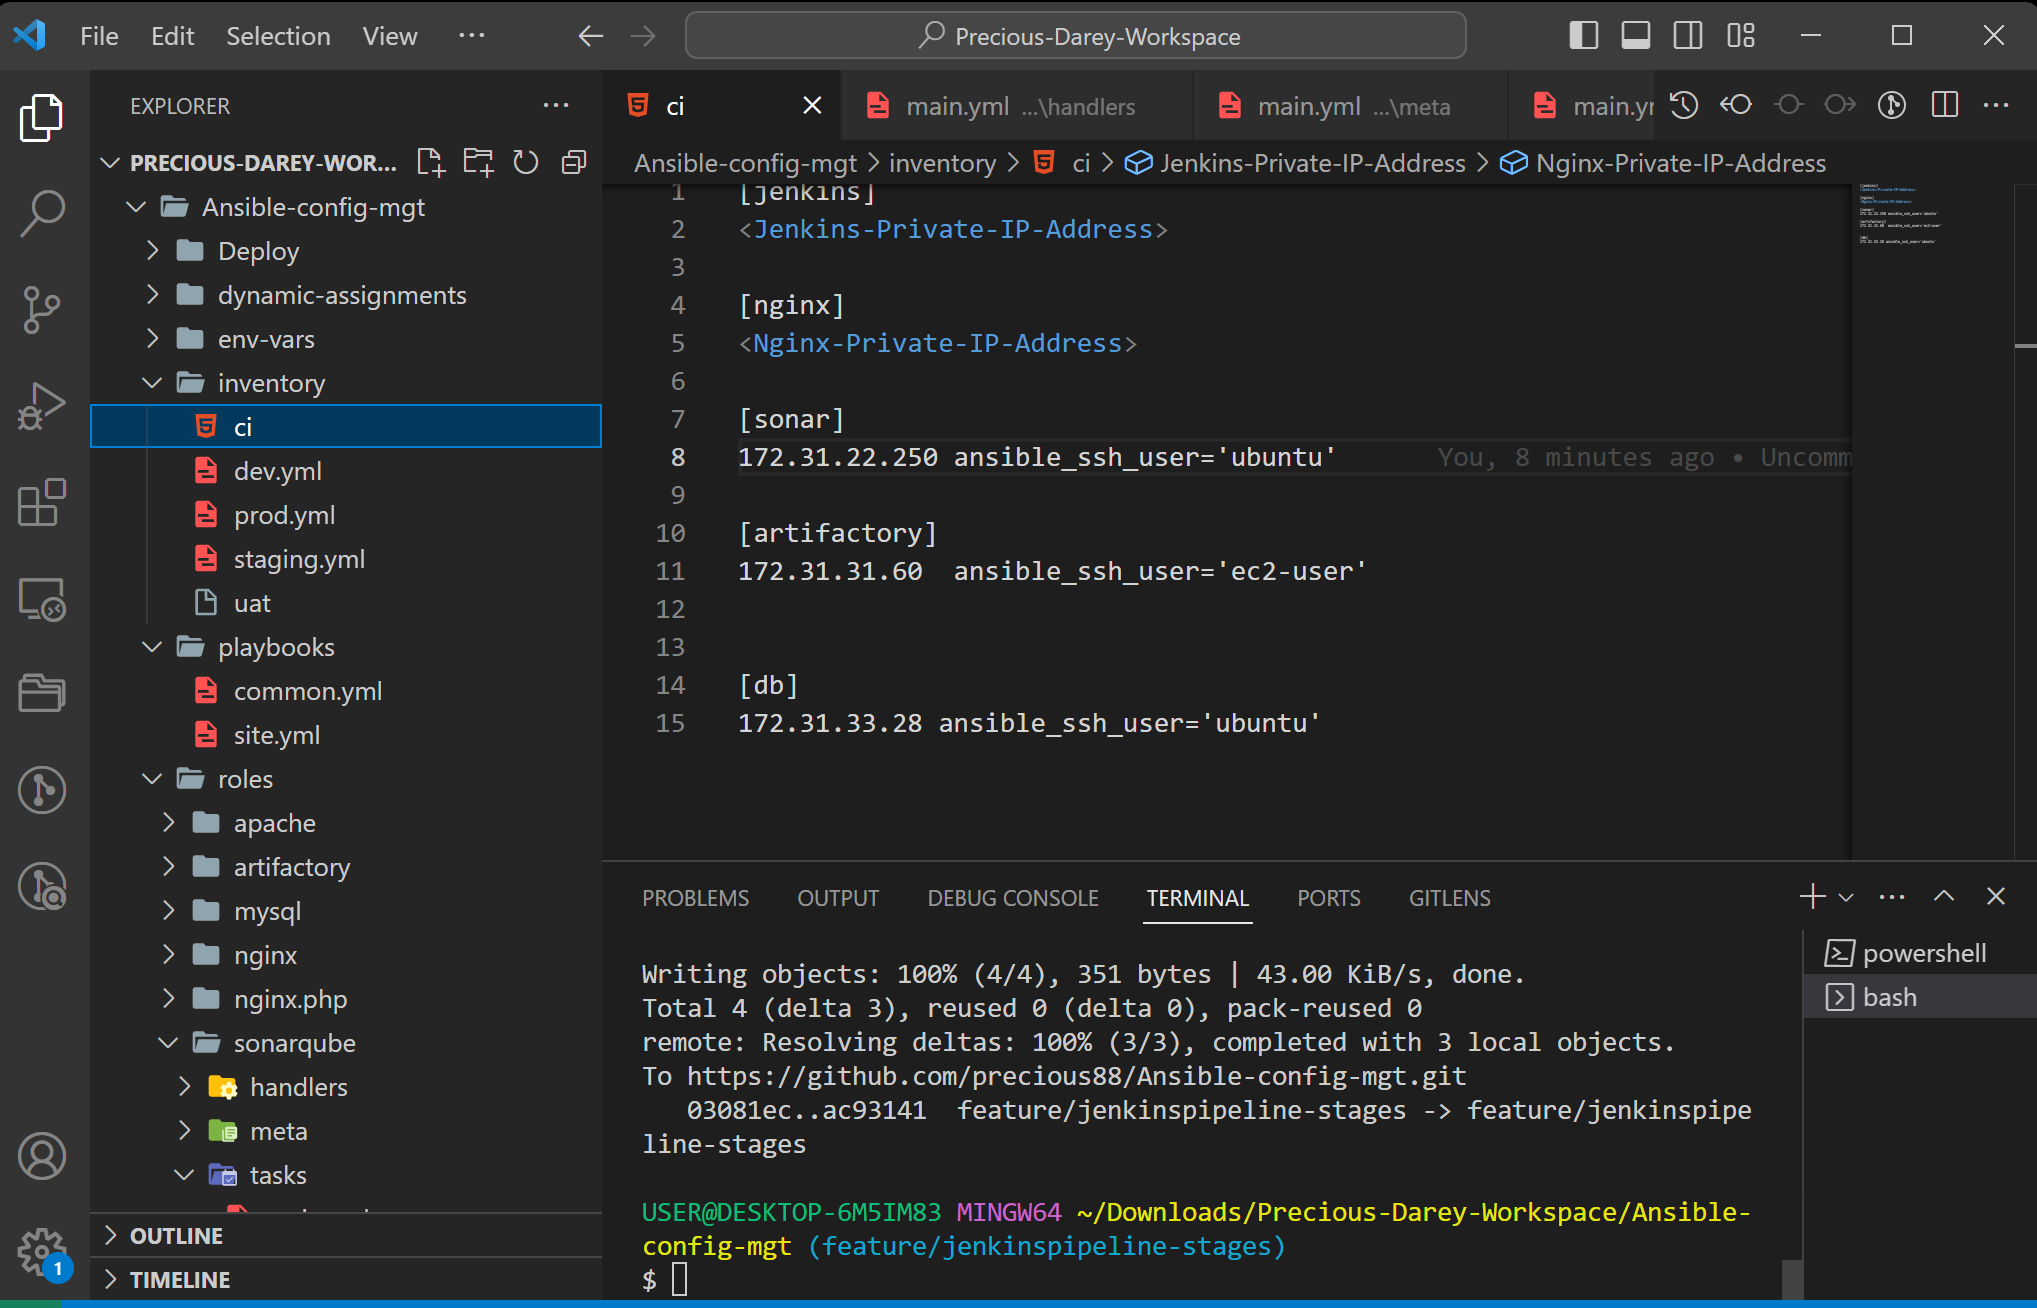 File Edit Selection View ··· Precious-Darey-Workspace
EXPLORER
PRECIOUS-DAREY-WOR...
Ansible-config-mgt
Deploy
dynamic-assignments
env-vars
inventory
ci
dev.yml
prod.yml
staging.yml
uat
playbooks
common.yml
site.yml
roles
apache
artifactory
mysql
nginx
nginx.php
sonarqube
handlers
meta
tasks
OUTLINE
TIMELINE
1
ci main.yml ...\handlers main.yml ...\meta main.yr
Ansible-config-mgt > inventory > ci > Jenkins-Private-IP-Address > Nginx-Private-IP-Address
1 [jenkins]
2 <Jenkins-Private-IP-Address>
3
4 [nginx]
5 <Nginx-Private-IP-Address>
6
7 [sonar]
8 172.31.22.250 ansible_ssh_user='ubuntu' You, 8 minutes ago • Uncomm
9
10 [artifactory]
11 172.31.31.60  ansible_ssh_user='ec2-user'
12
13
14 [db]
15 172.31.33.28 ansible_ssh_user='ubuntu'
PROBLEMS OUTPUT DEBUG CONSOLE TERMINAL PORTS GITLENS
Writing objects: 100% (4/4), 351 bytes | 43.00 KiB/s, done.
Total 4 (delta 3), reused 0 (delta 0), pack-reused 0
remote: Resolving deltas: 100% (3/3), completed with 3 local objects.
To https://github.com/precious88/Ansible-config-mgt.git
   03081ec..ac93141  feature/jenkinspipeline-stages -> feature/jenkinspipe
line-stages
USER@DESKTOP-6M5IM83 MINGW64 ~/Downloads/Precious-Darey-Workspace/Ansible-
config-mgt (feature/jenkinspipeline-stages)
$
powershell
bash